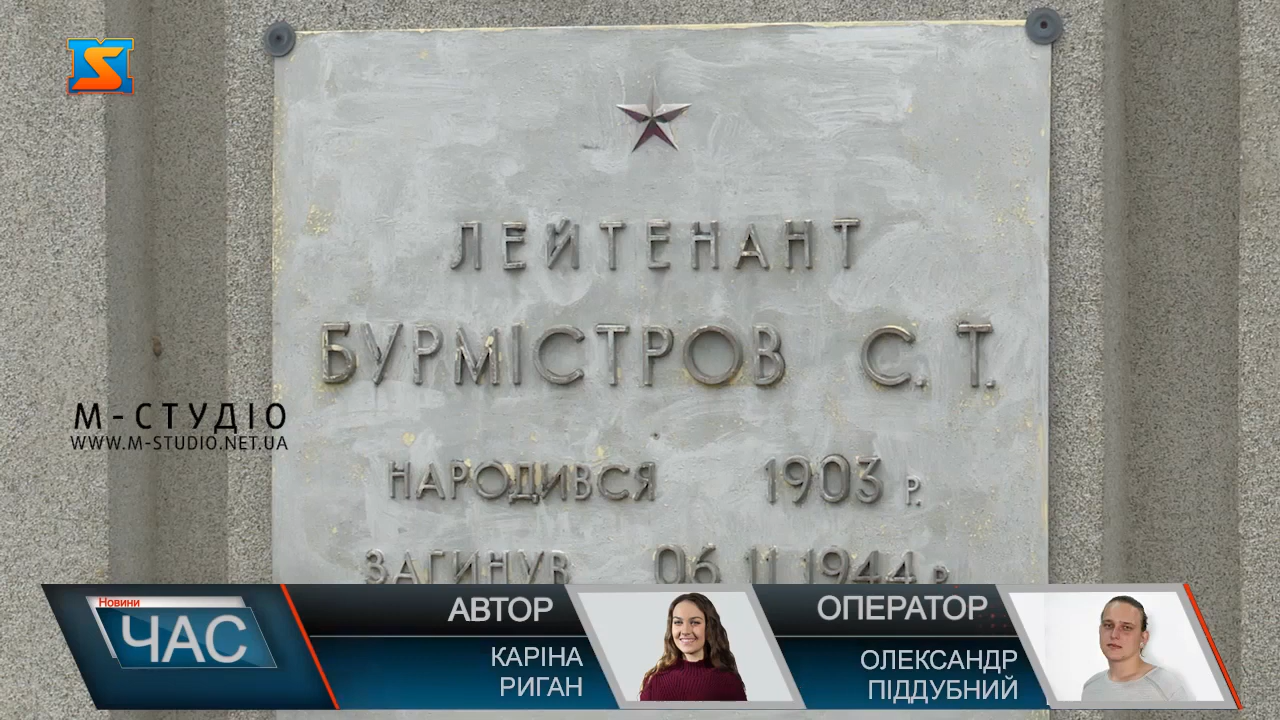 MS
ЛЕЙТЕНАНТ
БУРМІСТРОВ С. Т.
М-СТУДІО
WWW.M-STUDIO.NET.UA
НАРОДИВСЯ 1903 р.
ЗАГИНУВ 06 11 1944 р.
Новини
ЧАС
АВТОР
КАРІНА
РИГАН
ОПЕРАТОР
ОЛЕКСАНДР
ПІДДУБНИЙ